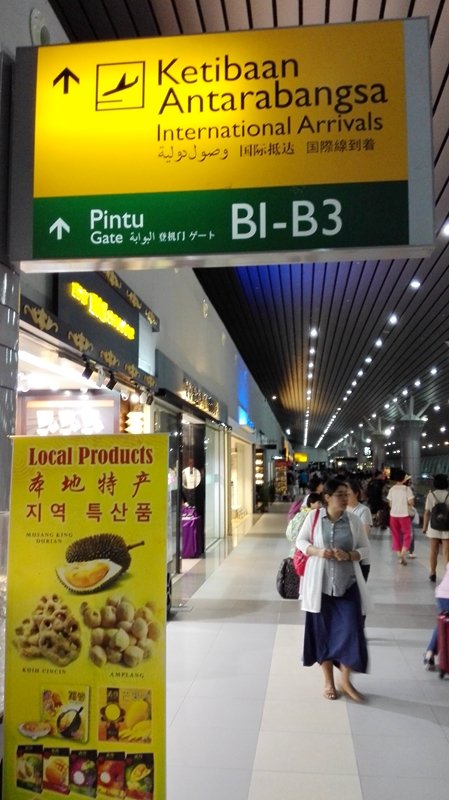 Ketibaan
Antarabangsa
International Arrivals
وصول دولية 国际抵达 国際線到着
Pintu
Gate البوابة 登机门 ゲート B1-B3
Local Products
本地特产
지역 특산품
MUSANG KING
DURIAN
KUIH CINCIN
AMPLANG